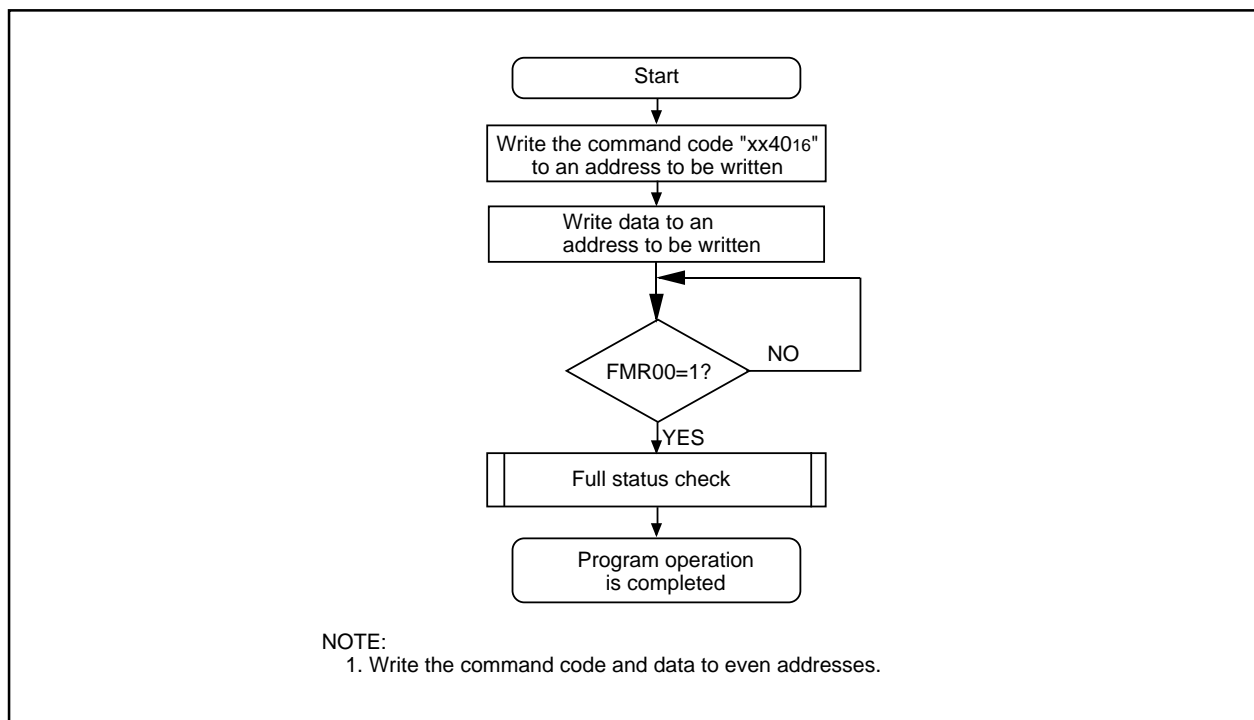 Start
Write the command code "xx4016"
to an address to be written
Write data to an
address to be written
FMR00=1?
NO
YES
Full status check
Program operation
is completed
NOTE:
1. Write the command code and data to even addresses.